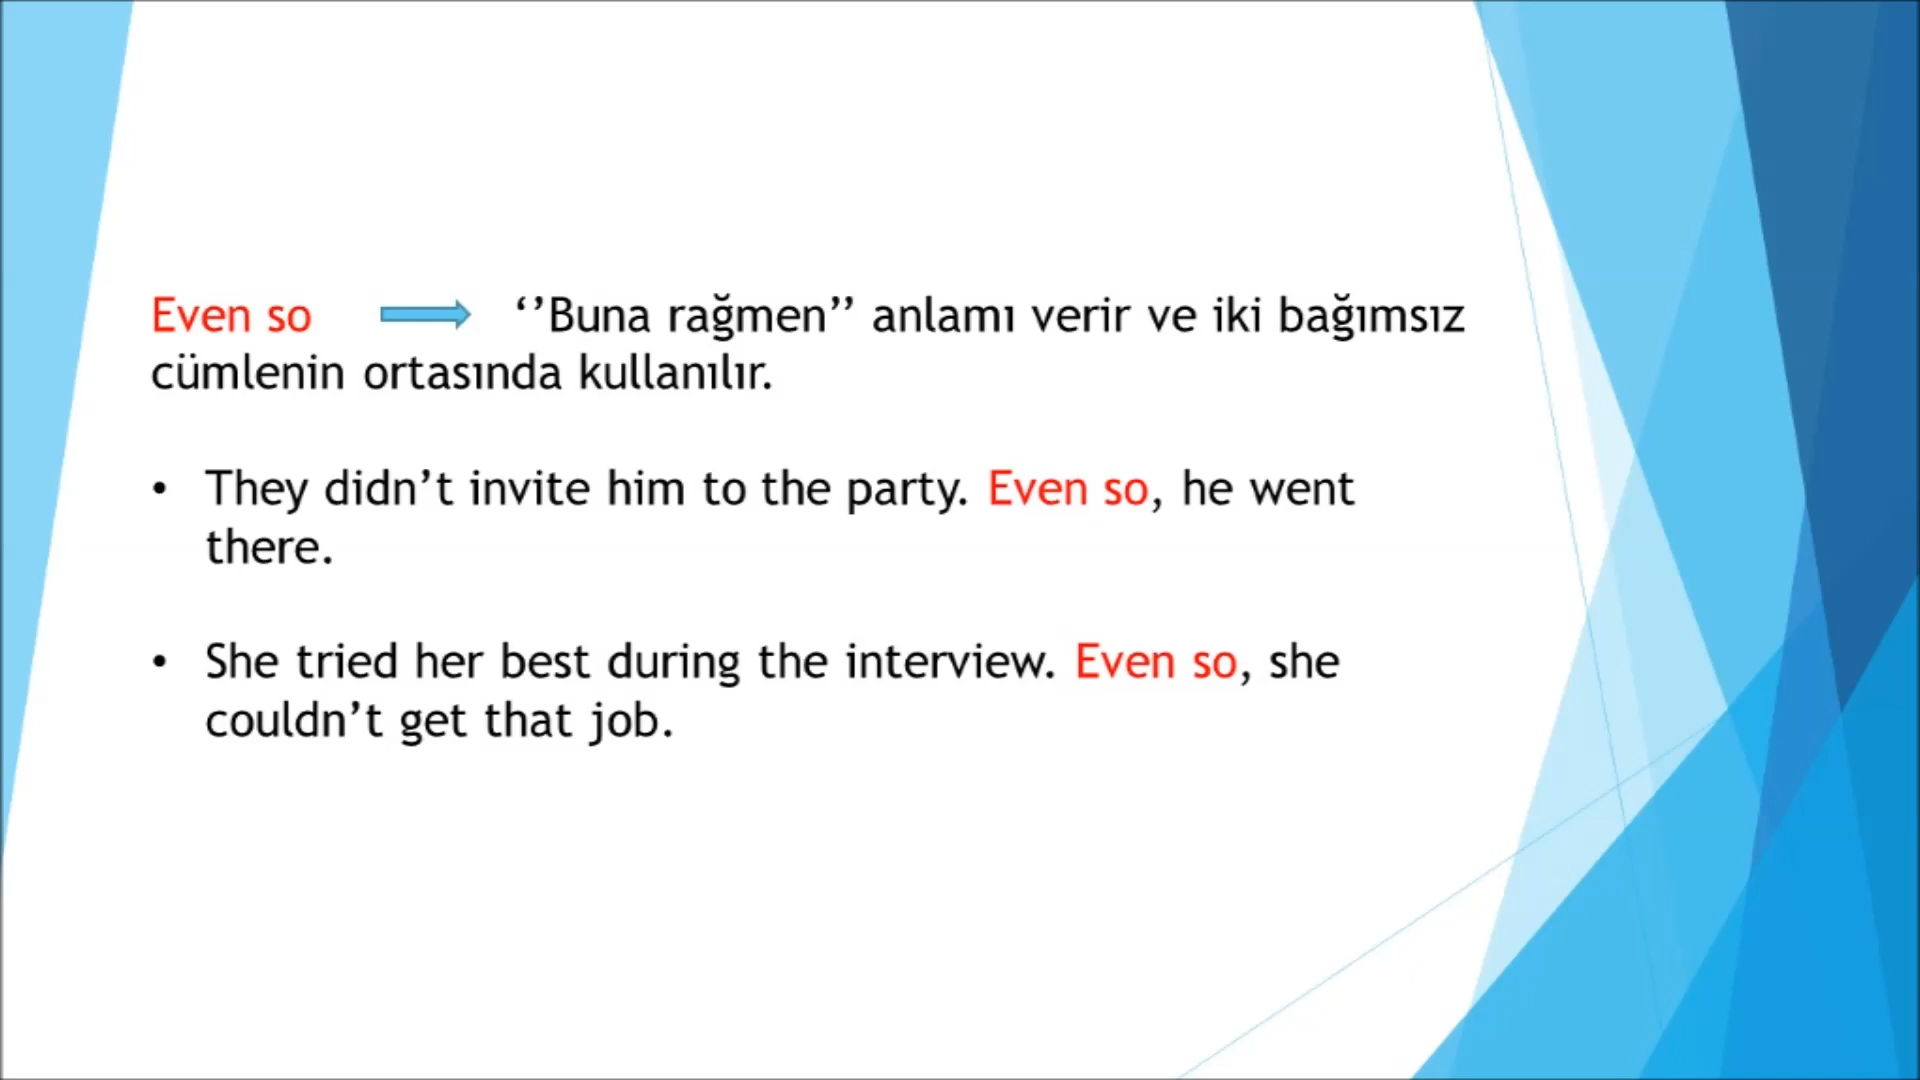 Even so ‘’Buna rağmen’’ anlamı verir ve iki bağımsız
cümlenin ortasında kullanılır.
• They didn’t invite him to the party. Even so, he went
there.
• She tried her best during the interview. Even so, she
couldn’t get that job.